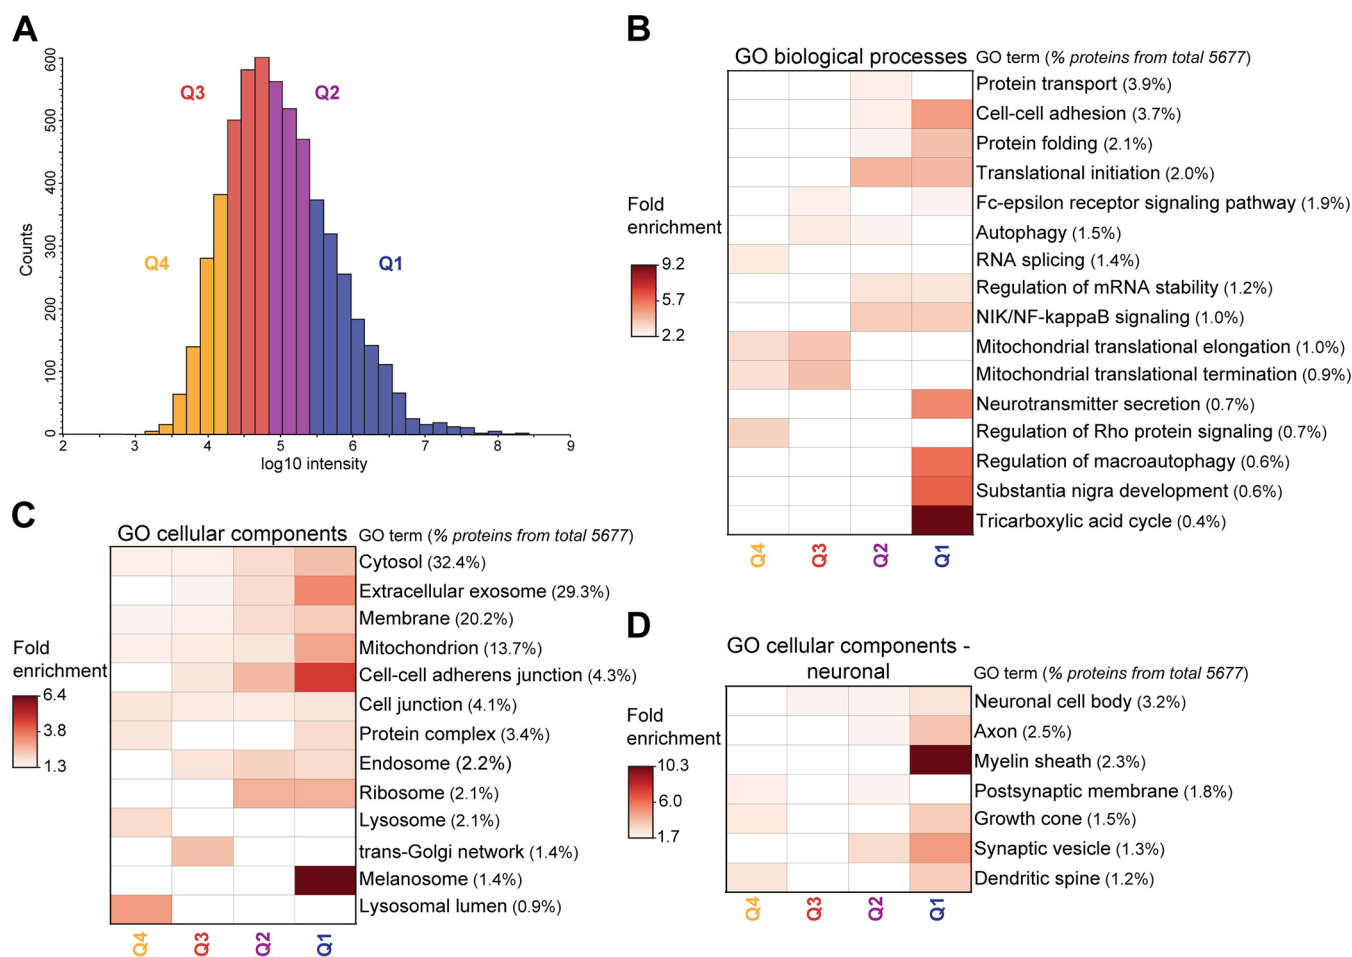 A
600
500
400
300
200
100
0
Counts
Q3
Q2
Q4
Q1
2 3 4 5 6 7 8 9
log10 intensity
B
GO biological processes GO term (% proteins from total 5677)
Protein transport (3.9%)
Cell-cell adhesion (3.7%)
Protein folding (2.1%)
Translational initiation (2.0%)
Fc-epsilon receptor signaling pathway (1.9%)
Autophagy (1.5%)
RNA splicing (1.4%)
Regulation of mRNA stability (1.2%)
NIK/NF-kappaB signaling (1.0%)
Mitochondrial translational elongation (1.0%)
Mitochondrial translational termination (0.9%)
Neurotransmitter secretion (0.7%)
Regulation of Rho protein signaling (0.7%)
Regulation of macroautophagy (0.6%)
Substantia nigra development (0.6%)
Tricarboxylic acid cycle (0.4%)
Fold
enrichment
9.2
5.7
2.2
Q4 Q3 Q2 Q1
C
GO cellular components GO term (% proteins from total 5677)
Cytosol (32.4%)
Extracellular exosome (29.3%)
Membrane (20.2%)
Mitochondrion (13.7%)
Cell-cell adherens junction (4.3%)
Cell junction (4.1%)
Protein complex (3.4%)
Endosome (2.2%)
Ribosome (2.1%)
Lysosome (2.1%)
trans-Golgi network (1.4%)
Melanosome (1.4%)
Lysosomal lumen (0.9%)
Fold
enrichment
6.4
3.8
1.3
Q4 Q3 Q2 Q1
D
GO cellular components -
neuronal
GO term (% proteins from total 5677)
Neuronal cell body (3.2%)
Axon (2.5%)
Myelin sheath (2.3%)
Postsynaptic membrane (1.8%)
Growth cone (1.5%)
Synaptic vesicle (1.3%)
Dendritic spine (1.2%)
Fold
enrichment
10.3
6.0
1.7
Q4 Q3 Q2 Q1